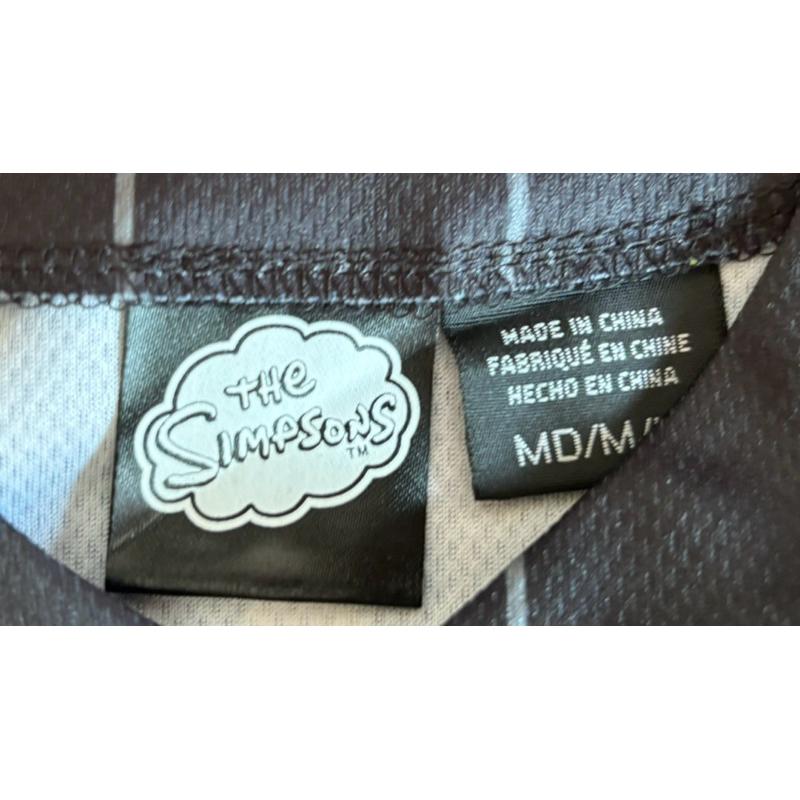 THE
SIMPSONS
TM
MADE IN CHINA
FABRIQUÉ EN CHINE
HECHO EN CHINA
MD/M/